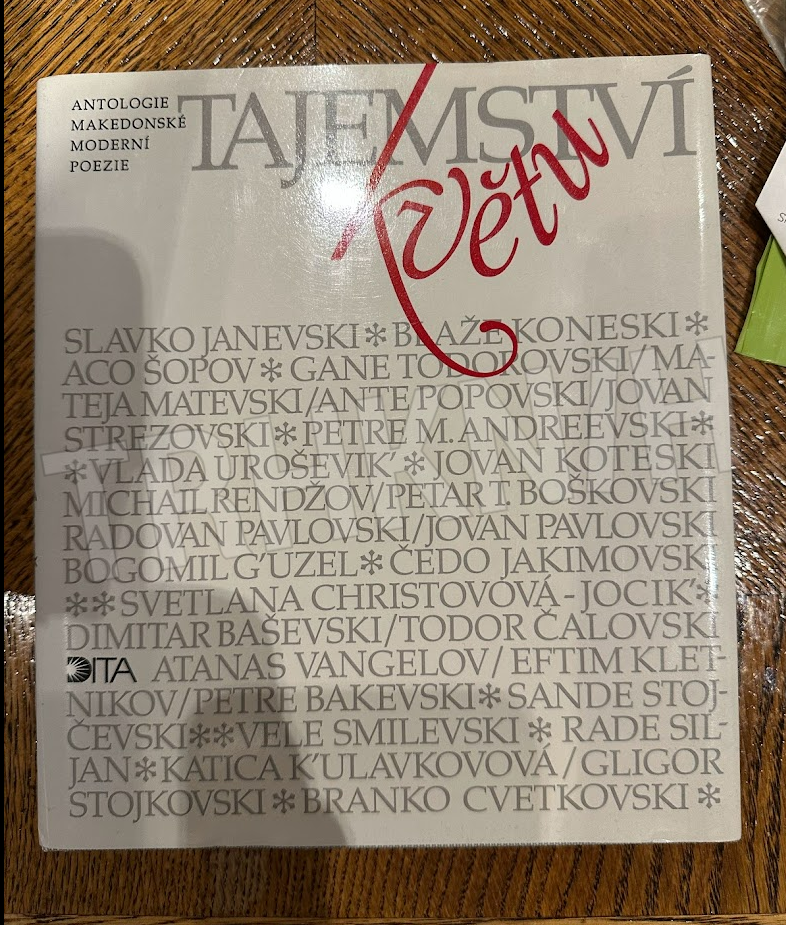 ANTOLOGIE
MAKEDONSKÉ
MODERNÍ
POEZIE
TAJEMSTVÍ
květu
SLAVKO JANEVSKI * BLAŽE KONESKI *
ACO ŠOPOV * GANE TODOROVSKI / MA-
TEJA MATEVSKI / ANTE POPOVSKI / JOVAN
STREZOVSKI * PETRE M. ANDREEVSKI *
* VLADA UROŠEVIK' * JOVAN KOTESKI
MICHAIL RENDŽOV / PETAR T. BOŠKOVSKI
RADOVAN PAVLOVSKI / JOVAN PAVLOVSKI
BOGOMIL G'UZEL * ČEDO JAKIMOVSKI
** SVETLANA CHRISTOVOVÁ - JOCIK' *
DIMITAR BAŠEVSKI / TODOR ČALOVSKI
DITA ATANAS VANGELOV / EFTIM KLET-
NIKOV / PETRE BAKEVSKI * SANDE STOJ-
ČEVSKI ** VELE SMILEVSKI * RADE SIL-
JAN * KATICA K'ULAVKOVOVÁ / GLIGOR
STOJKOVSKI * BRANKO CVETKOVSKI *